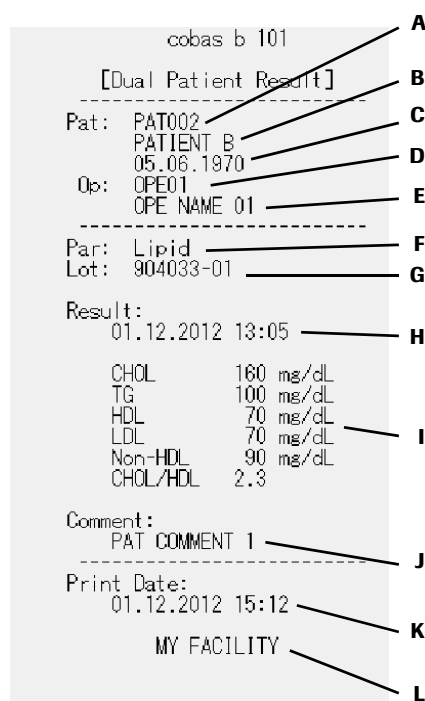 cobas b 101
[Dual Patient Result]
Pat: PAT002
PATIENT B
05.06.1970
Op: OPE01
OPE NAME 01
Par: Lipid
Lot: 904033-01
Result:
01.12.2012 13:05
CHOL 160 mg/dL
TG 100 mg/dL
HDL 70 mg/dL
LDL 70 mg/dL
Non-HDL 90 mg/dL
CHOL/HDL 2.3
Comment:
PAT COMMENT 1
Print Date:
01.12.2012 15:12
MY FACILITY
A
B
C
D
E
F
G
H
I
J
K
L